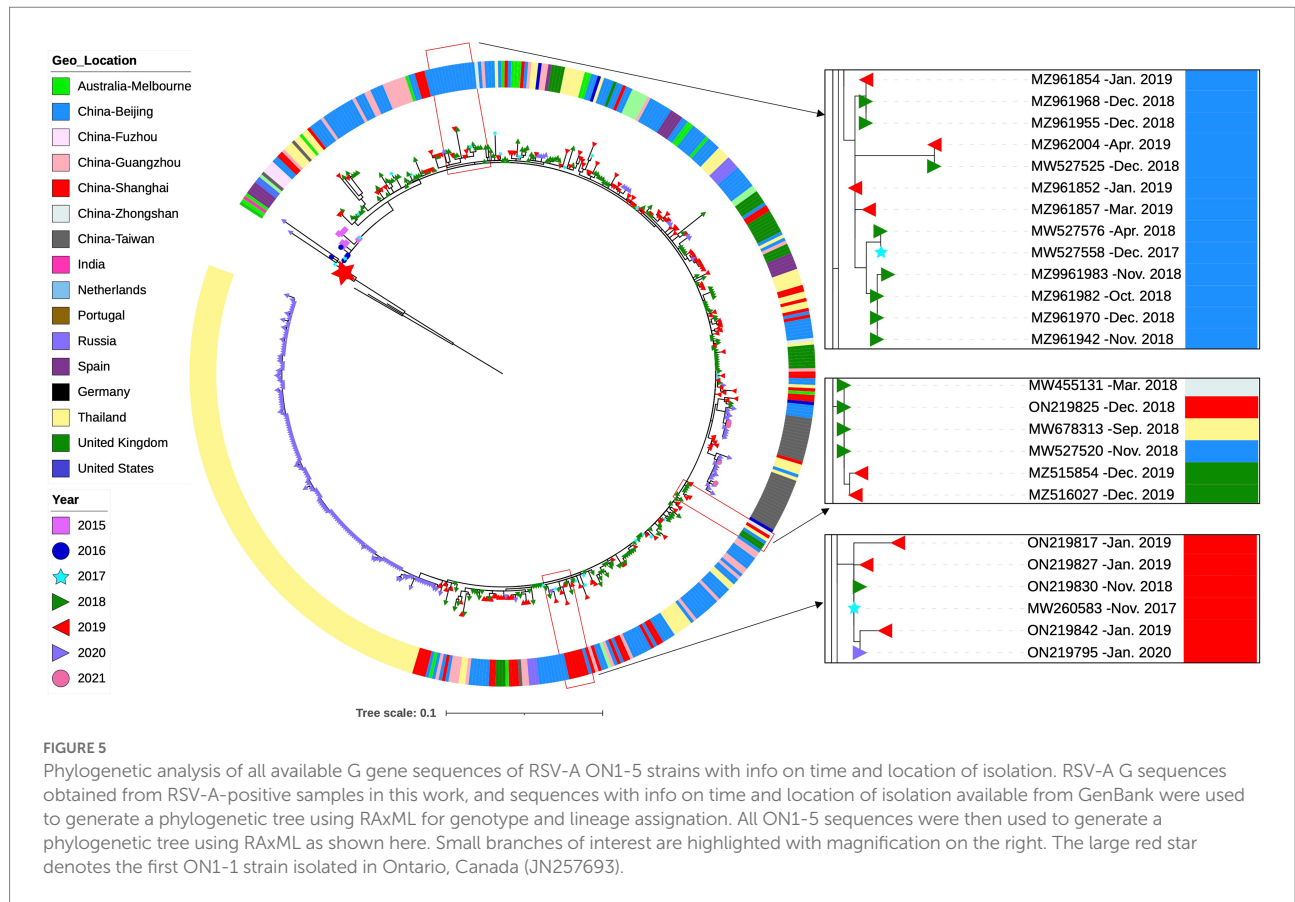 Geo_Location
Australia-Melbourne
China-Beijing
China-Fuzhou
China-Guangzhou
China-Shanghai
China-Zhongshan
China-Taiwan
India
Netherlands
Portugal
Russia
Spain
Germany
Thailand
United Kingdom
United States
Year
2015
2016
2017
2018
2019
2020
2021
Tree scale: 0.1
MZ961854 -Jan. 2019
MZ961968 -Dec. 2018
MZ961955 -Dec. 2018
MZ962004 -Apr. 2019
MW527525 -Dec. 2018
MZ961852 -Jan. 2019
MZ961857 -Mar. 2019
MW527576 -Apr. 2018
MW527558 -Dec. 2017
MZ9961983 -Nov. 2018
MZ961982 -Oct. 2018
MZ961970 -Dec. 2018
MZ961942 -Nov. 2018
MW455131 -Mar. 2018
ON219825 -Dec. 2018
MW678313 -Sep. 2018
MW527520 -Nov. 2018
MZ515854 -Dec. 2019
MZ516027 -Dec. 2019
ON219817 -Jan. 2019
ON219827 -Jan. 2019
ON219830 -Nov. 2018
MW260583 -Nov. 2017
ON219842 -Jan. 2019
ON219795 -Jan. 2020
FIGURE 5
Phylogenetic analysis of all available G gene sequences of RSV-A ON1-5 strains with info on time and location of isolation. RSV-A G sequences
obtained from RSV-A-positive samples in this work, and sequences with info on time and location of isolation available from GenBank were used
to generate a phylogenetic tree using RAxML for genotype and lineage assignation. All ON1-5 sequences were then used to generate a
phylogenetic tree using RAxML as shown here. Small branches of interest are highlighted with magnification on the right. The large red star
denotes the first ON1-1 strain isolated in Ontario, Canada (JN257693).